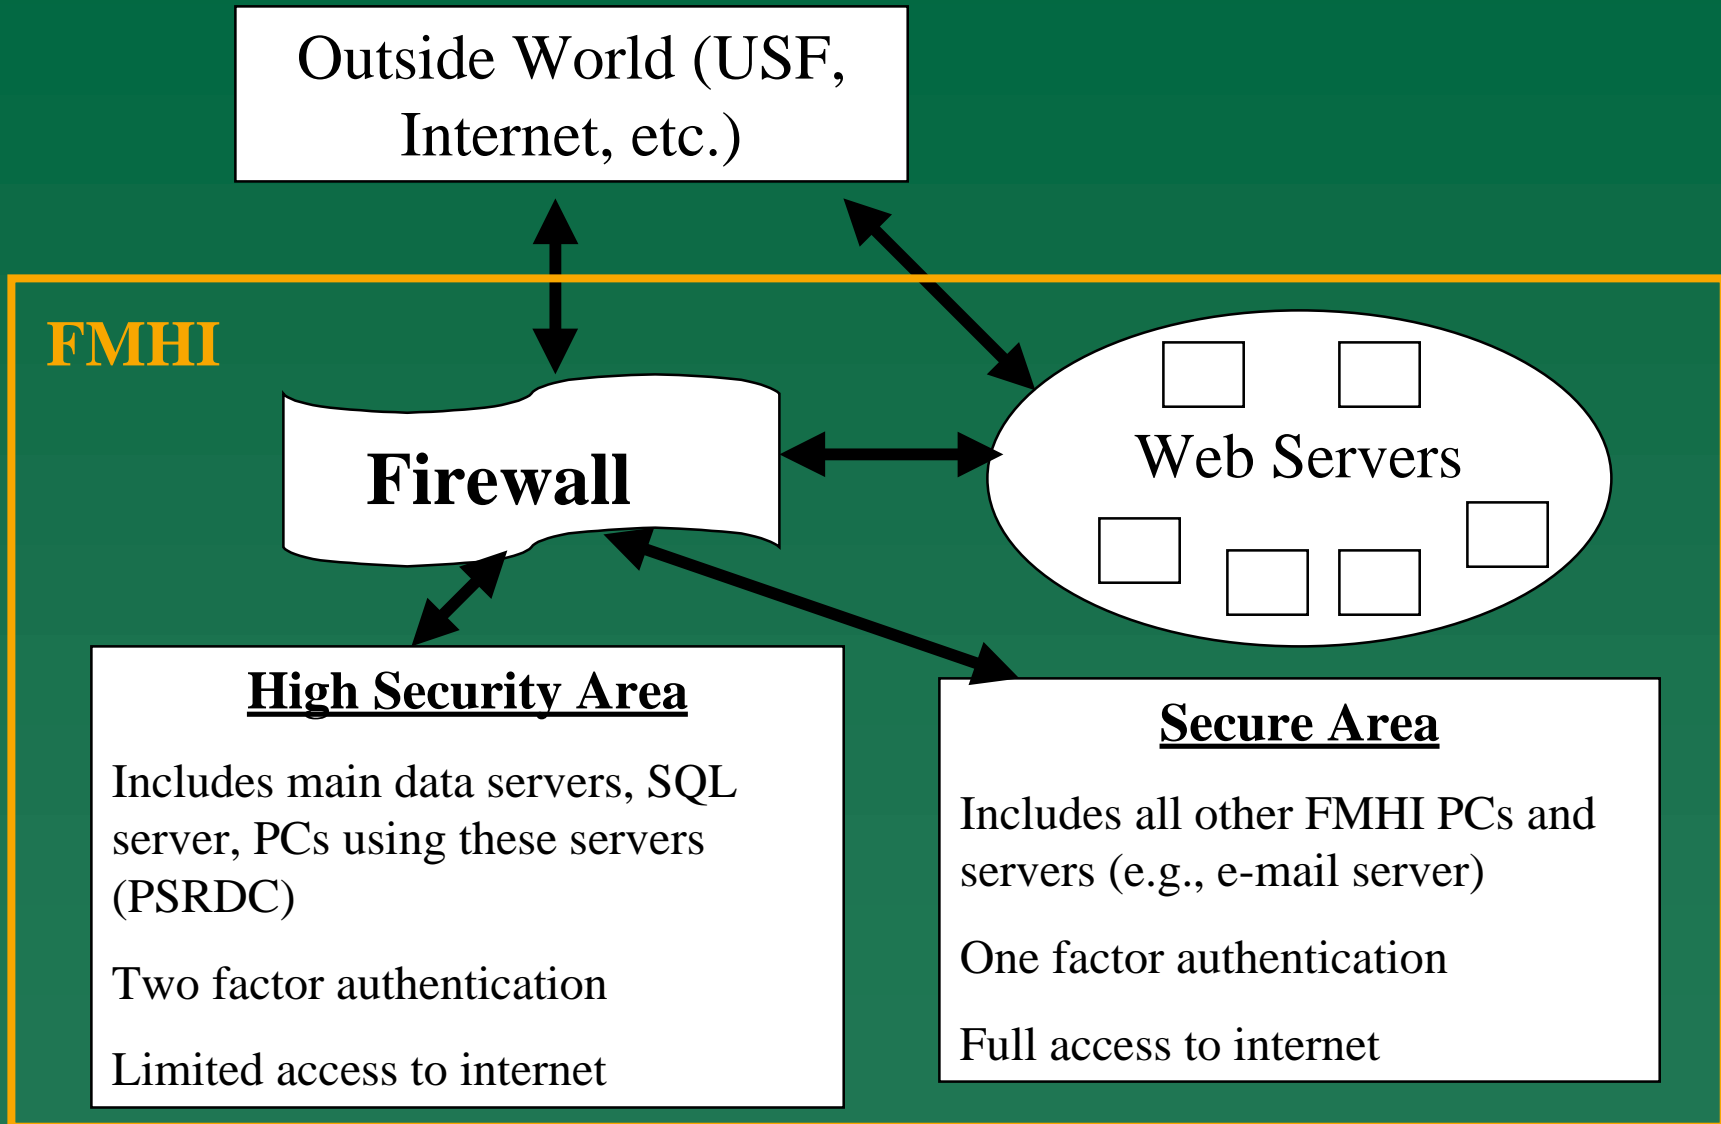 Outside World (USF,
Internet, etc.)
FMHI
Firewall
Web Servers
High Security Area
Includes main data servers, SQL
server, PCs using these servers
(PSRDC)
Two factor authentication
Limited access to internet
Secure Area
Includes all other FMHI PCs and
servers (e.g., e-mail server)
One factor authentication
Full access to internet